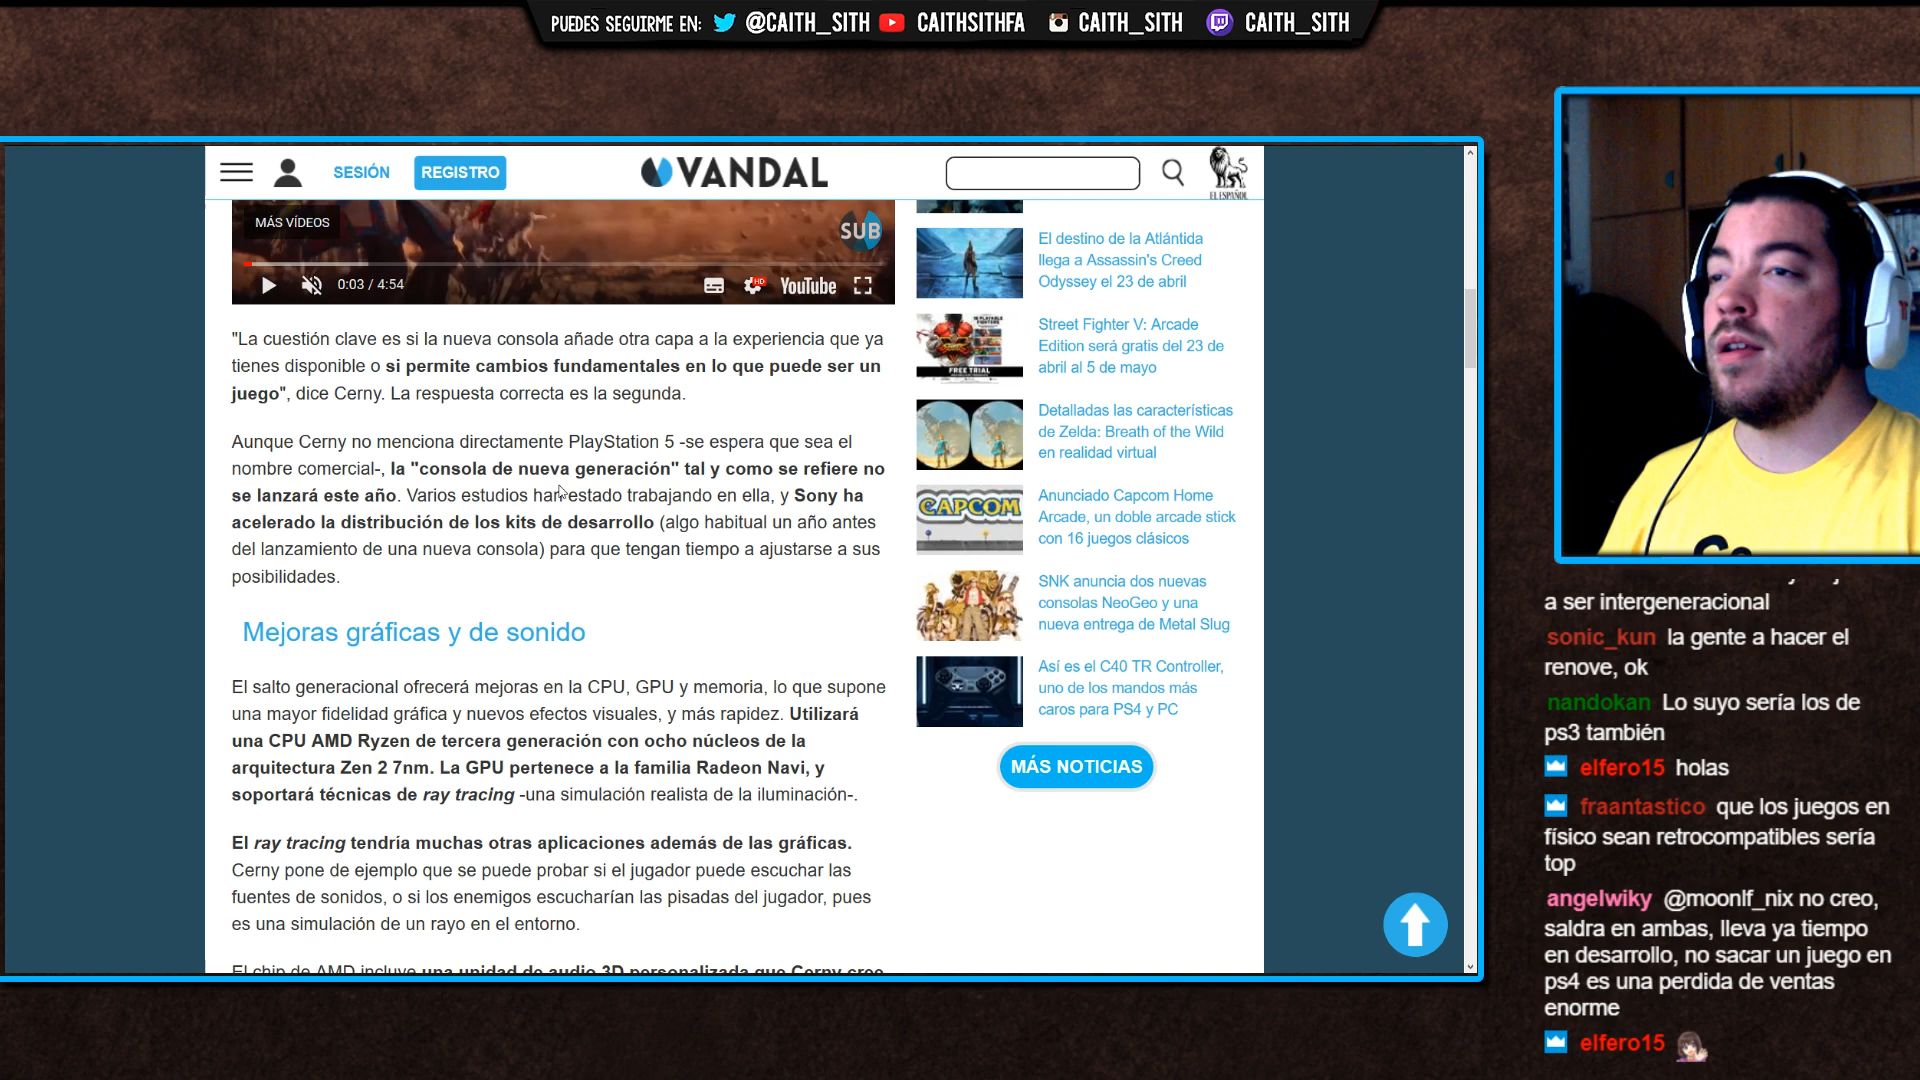 PUEDES SEGUIRME EN: @CAITH_SITH CAITHSITHFA CAITH_SITH CAITH_SITH
SESIÓN REGISTRO VANDAL EL ESPAÑOL
MÁS VÍDEOS
SUB
0:03 / 4:54 HD YouTube
"La cuestión clave es si la nueva consola añade otra capa a la experiencia que ya
tienes disponible o si permite cambios fundamentales en lo que puede ser un
juego", dice Cerny. La respuesta correcta es la segunda.
Aunque Cerny no menciona directamente PlayStation 5 -se espera que sea el
nombre comercial-, la "consola de nueva generación" tal y como se refiere no
se lanzará este año. Varios estudios han estado trabajando en ella, y Sony ha
acelerado la distribución de los kits de desarrollo (algo habitual un año antes
del lanzamiento de una nueva consola) para que tengan tiempo a ajustarse a sus
posibilidades.
Mejoras gráficas y de sonido
El salto generacional ofrecerá mejoras en la CPU, GPU y memoria, lo que supone
una mayor fidelidad gráfica y nuevos efectos visuales, y más rapidez. Utilizará
una CPU AMD Ryzen de tercera generación con ocho núcleos de la
arquitectura Zen 2 7nm. La GPU pertenece a la familia Radeon Navi, y
soportará técnicas de ray tracing -una simulación realista de la iluminación-.
El ray tracing tendría muchas otras aplicaciones además de las gráficas.
Cerny pone de ejemplo que se puede probar si el jugador puede escuchar las
fuentes de sonidos, o si los enemigos escucharían las pisadas del jugador, pues
es una simulación de un rayo en el entorno.
El chip de AMD incluye una unidad de audio 3D personalizada que Cerny cree
El destino de la Atlántida
llega a Assassin's Creed
Odyssey el 23 de abril
FREE TRIAL
Street Fighter V: Arcade
Edition será gratis del 23 de
abril al 5 de mayo
Detalladas las características
de Zelda: Breath of the Wild
en realidad virtual
CAPCOM
Anunciado Capcom Home
Arcade, un doble arcade stick
con 16 juegos clásicos
SNK anuncia dos nuevas
consolas NeoGeo y una
nueva entrega de Metal Slug
Así es el C40 TR Controller,
uno de los mandos más
caros para PS4 y PC
MÁS NOTICIAS
a ser intergeneracional
sonic_kun la gente a hacer el
renove, ok
nandokan Lo suyo sería los de
ps3 también
elfero15 holas
fraantastico que los juegos en
físico sean retrocompatibles sería
top
angelwiky @moonlf_nix no creo,
saldra en ambas, lleva ya tiempo
en desarrollo, no sacar un juego en
ps4 es una perdida de ventas
enorme
elfero15